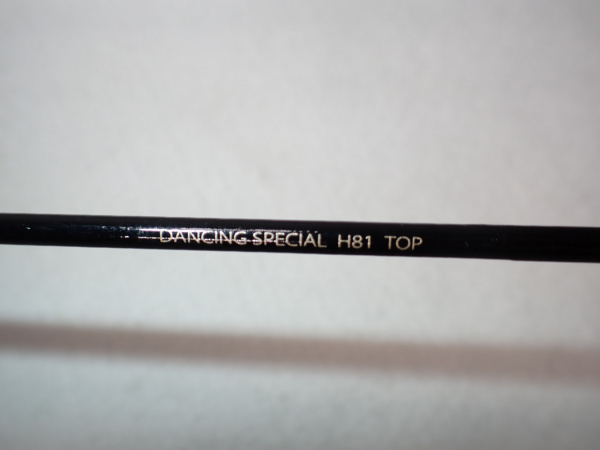 DANCING SPECIAL H81 TOP